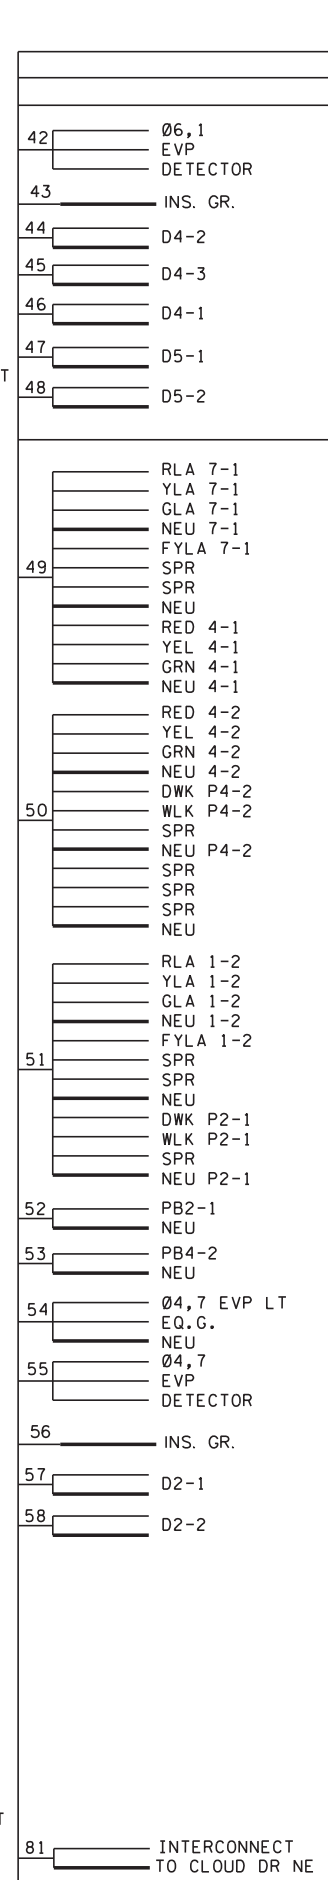 42
Ø6,1
EVP
DETECTOR
43
INS. GR.
44
D4-2
45
D4-3
46
D4-1
47
D5-1
T
48
D5-2
RLA 7-1
YLA 7-1
GLA 7-1
NEU 7-1
FYLA 7-1
49
SPR
SPR
NEU
RED 4-1
YEL 4-1
GRN 4-1
NEU 4-1
RED 4-2
YEL 4-2
GRN 4-2
NEU 4-2
DWK P4-2
50
WLK P4-2
SPR
NEU P4-2
SPR
SPR
SPR
NEU
RLA 1-2
YLA 1-2
GLA 1-2
NEU 1-2
FYLA 1-2
51
SPR
SPR
NEU
DWK P2-1
WLK P2-1
SPR
NEU P2-1
52
PB2-1
NEU
53
PB4-2
NEU
54
Ø4,7 EVP LT
EQ.G.
NEU
55
Ø4,7
EVP
DETECTOR
56
INS. GR.
57
D2-1
58
D2-2
T
81
INTERCONNECT
TO CLOUD DR NE